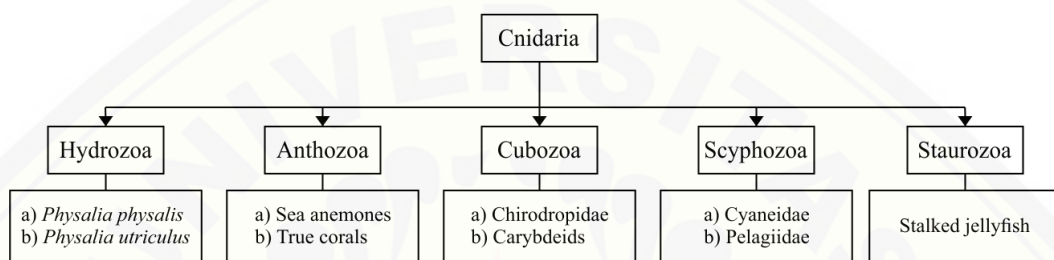 Cnidaria
Hydrozoa
Anthozoa
Cubozoa
Scyphozoa
Staurozoa
a) Physalia physalis
b) Physalia utriculus
a) Sea anemones
b) True corals
a) Chirodropidae
b) Carybdeids
a) Cyaneidae
b) Pelagiidae
Stalked jellyfish
UNIVERSITAS